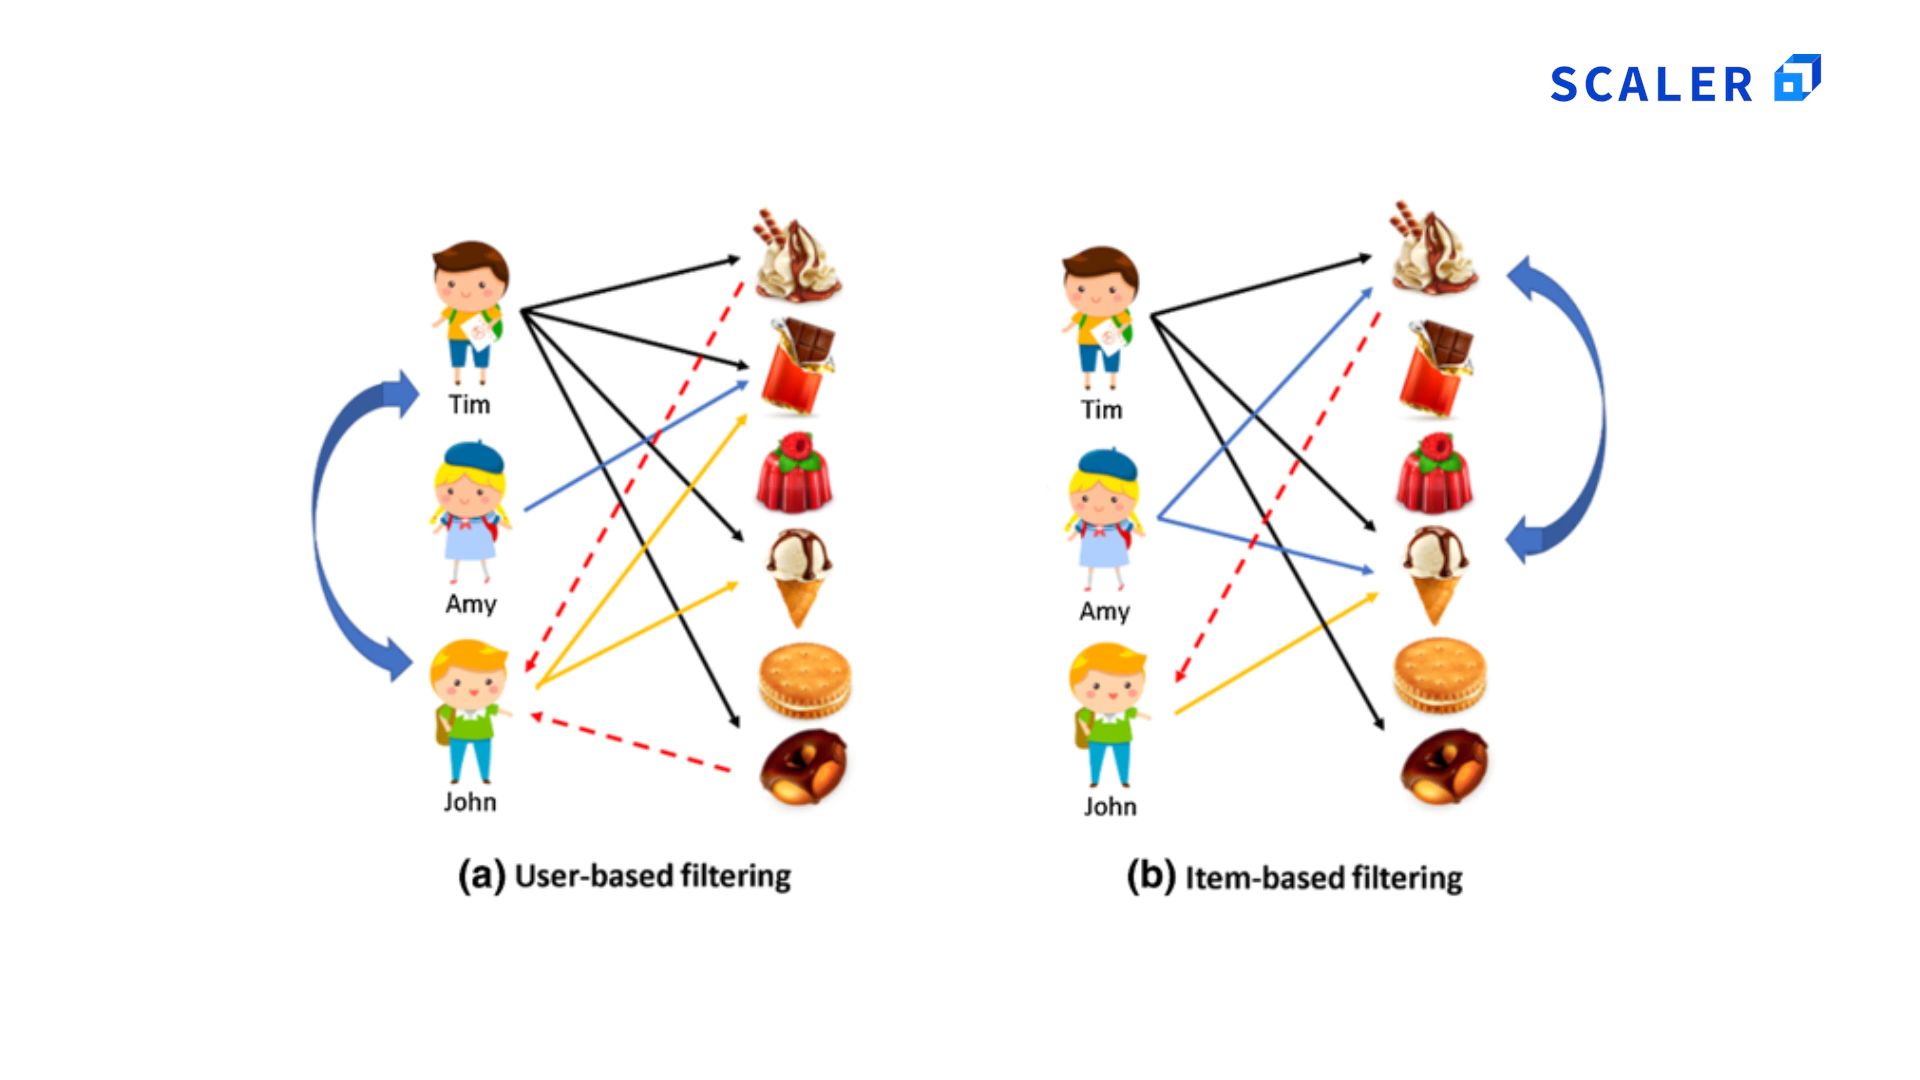 SCALER
Tim
Amy
John
(a) User-based filtering
Tim
Amy
John
(b) Item-based filtering